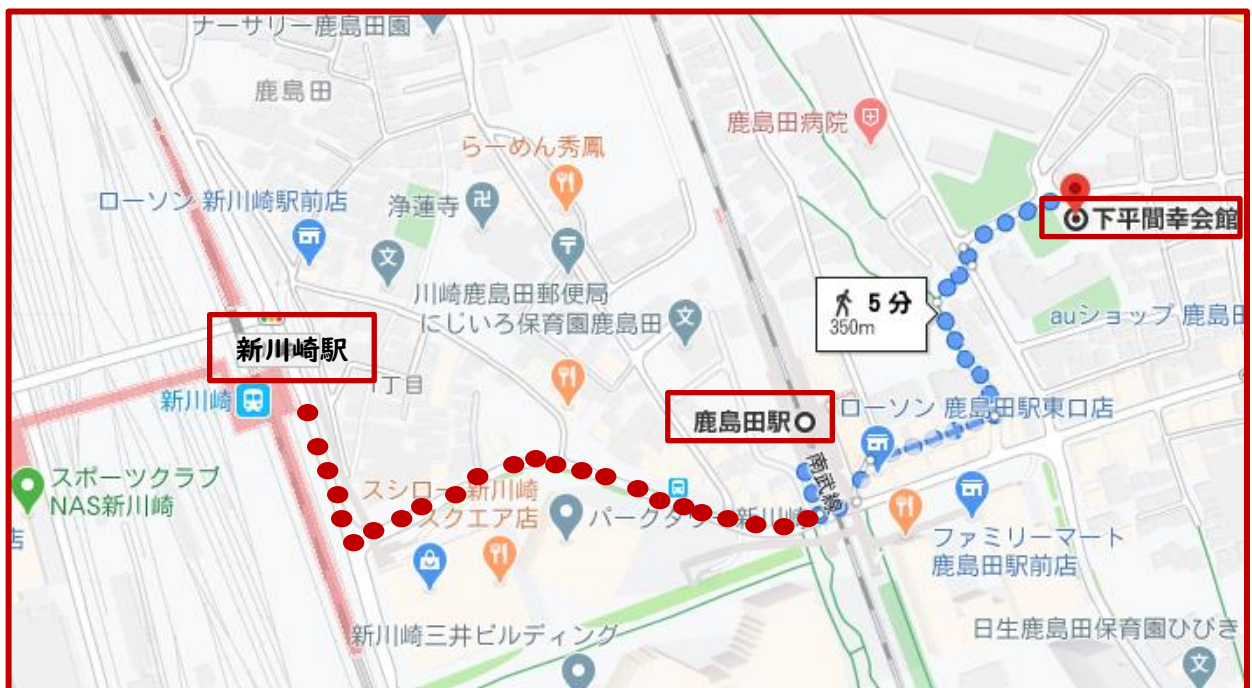 ナーサリー鹿島田園
鹿島田
鹿島田病院
らーめん秀鳳
ローソン 新川崎駅前店
浄蓮寺
下平間幸会館
川崎鹿島田郵便局
にじいろ保育園鹿島田
5 分
350m
auショップ 鹿島田
新川崎駅
1丁目
新川崎
鹿島田駅
ローソン 鹿島田駅東口店
南武線
スポーツクラブ
NAS新川崎
店
スシロー 新川崎
スクエア店
パークタワー新川崎
ファミリーマート
鹿島田駅前店
新川崎三井ビルディング
日生鹿島田保育園ひびき